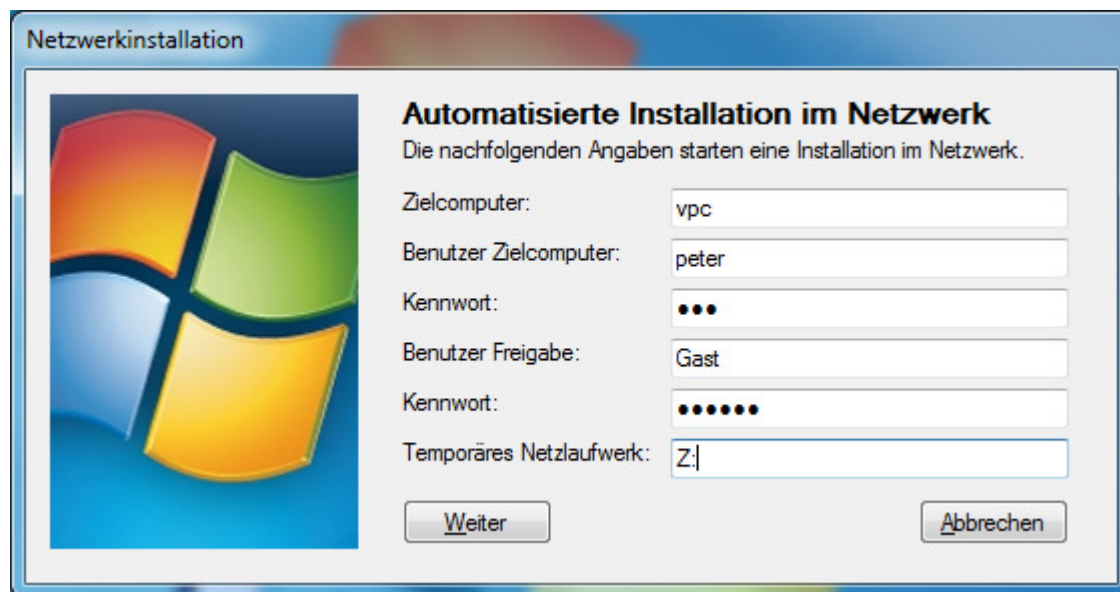 Netzwerkinstallation
Automatisierte Installation im Netzwerk
Die nachfolgenden Angaben starten eine Installation im Netzwerk.
Zielcomputer: vpc
Benutzer Zielcomputer: peter
Kennwort: ●●●
Benutzer Freigabe: Gast
Kennwort: ●●●●●●
Temporäres Netzlaufwerk: Z:
Weiter Abbrechen